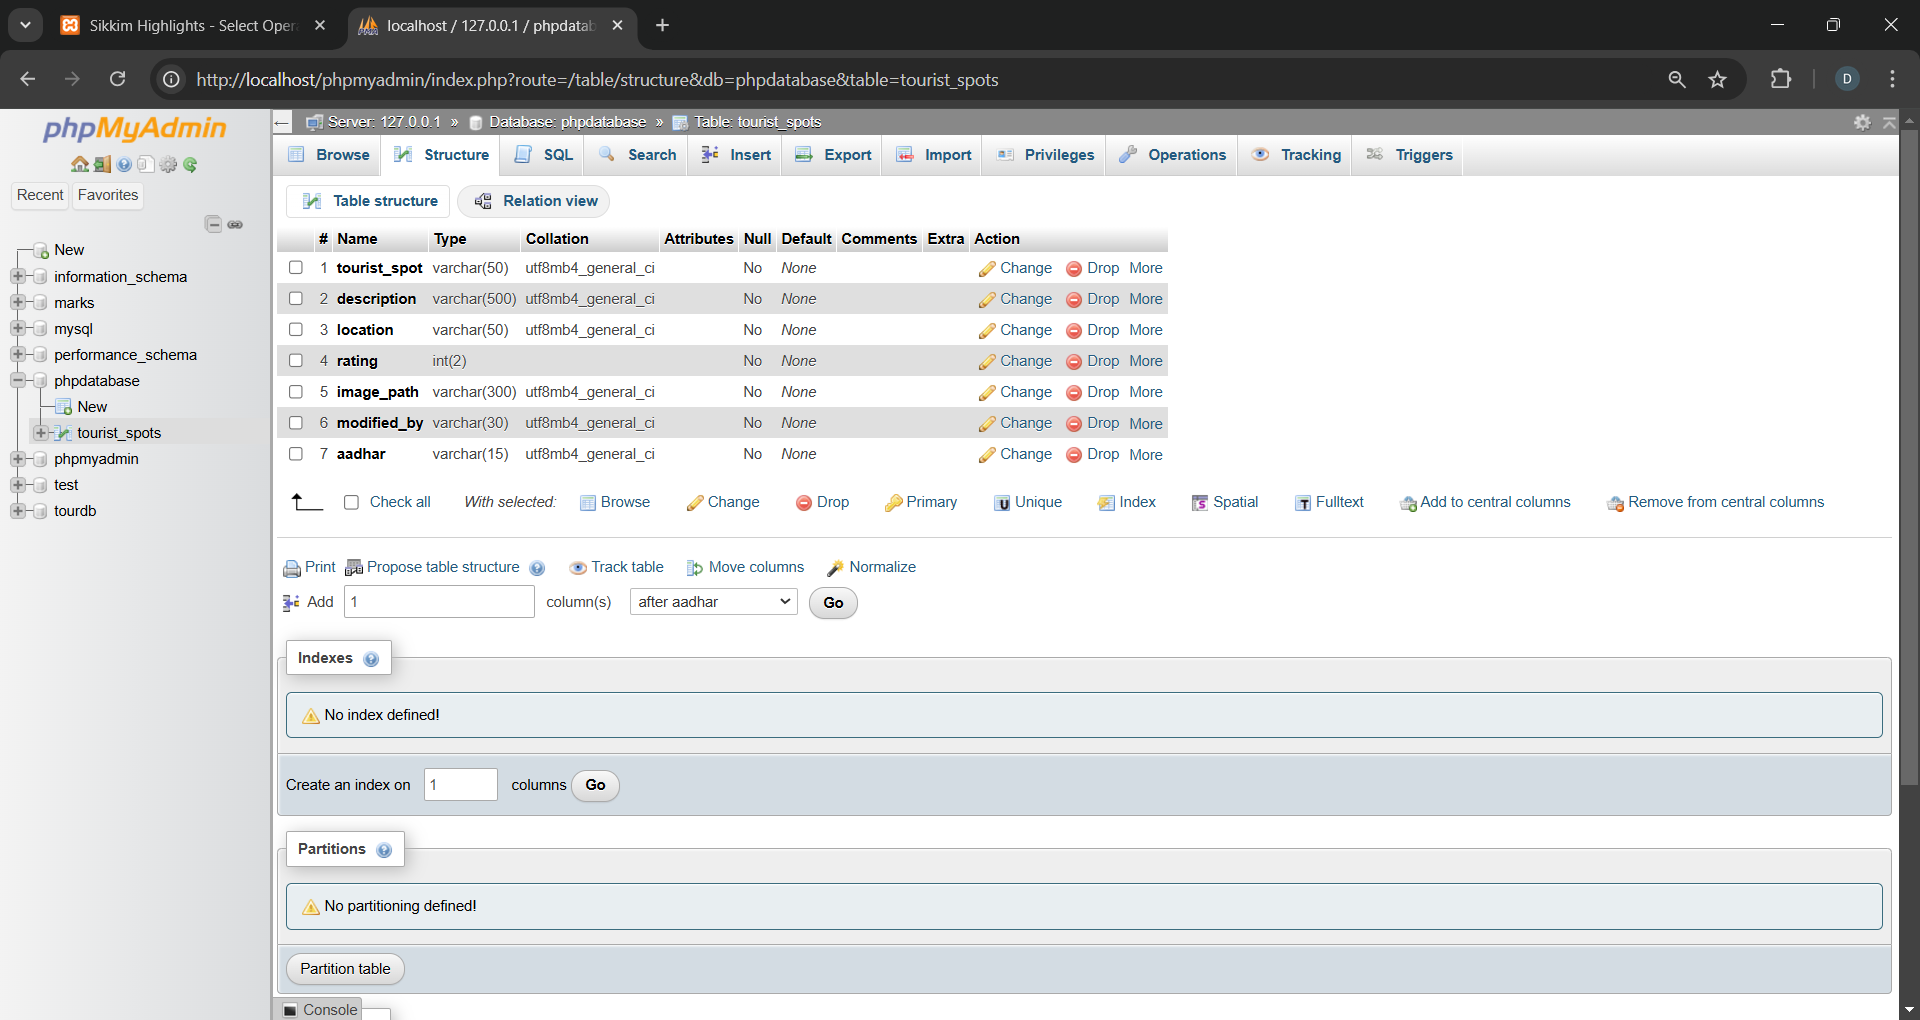 Sikkim Highlights - Select Oper
localhost / 127.0.0.1 / phpdatab
http://localhost/phpmyadmin/index.php?route=/table/structure&db=phpdatabase&table=tourist_spots
D
phpMyAdmin
Recent Favorites
New
information_schema
marks
mysql
performance_schema
phpdatabase
New
tourist_spots
phpmyadmin
test
tourdb
Server: 127.0.0.1 » Database: phpdatabase » Table: tourist_spots
Browse Structure SQL Search Insert Export Import Privileges Operations Tracking Triggers
Table structure Relation view
# Name Type Collation Attributes Null Default Comments Extra Action
1 tourist_spot varchar(50) utf8mb4_general_ci No None Change Drop More
2 description varchar(500) utf8mb4_general_ci No None Change Drop More
3 location varchar(50) utf8mb4_general_ci No None Change Drop More
4 rating int(2) No None Change Drop More
5 image_path varchar(300) utf8mb4_general_ci No None Change Drop More
6 modified_by varchar(30) utf8mb4_general_ci No None Change Drop More
7 aadhar varchar(15) utf8mb4_general_ci No None Change Drop More
Check all With selected: Browse Change Drop Primary Unique Index Spatial Fulltext Add to central columns Remove from central columns
Print Propose table structure Track table Move columns Normalize
Add 1 column(s) after aadhar Go
Indexes
No index defined!
Create an index on 1 columns Go
Partitions
No partitioning defined!
Partition table
Console